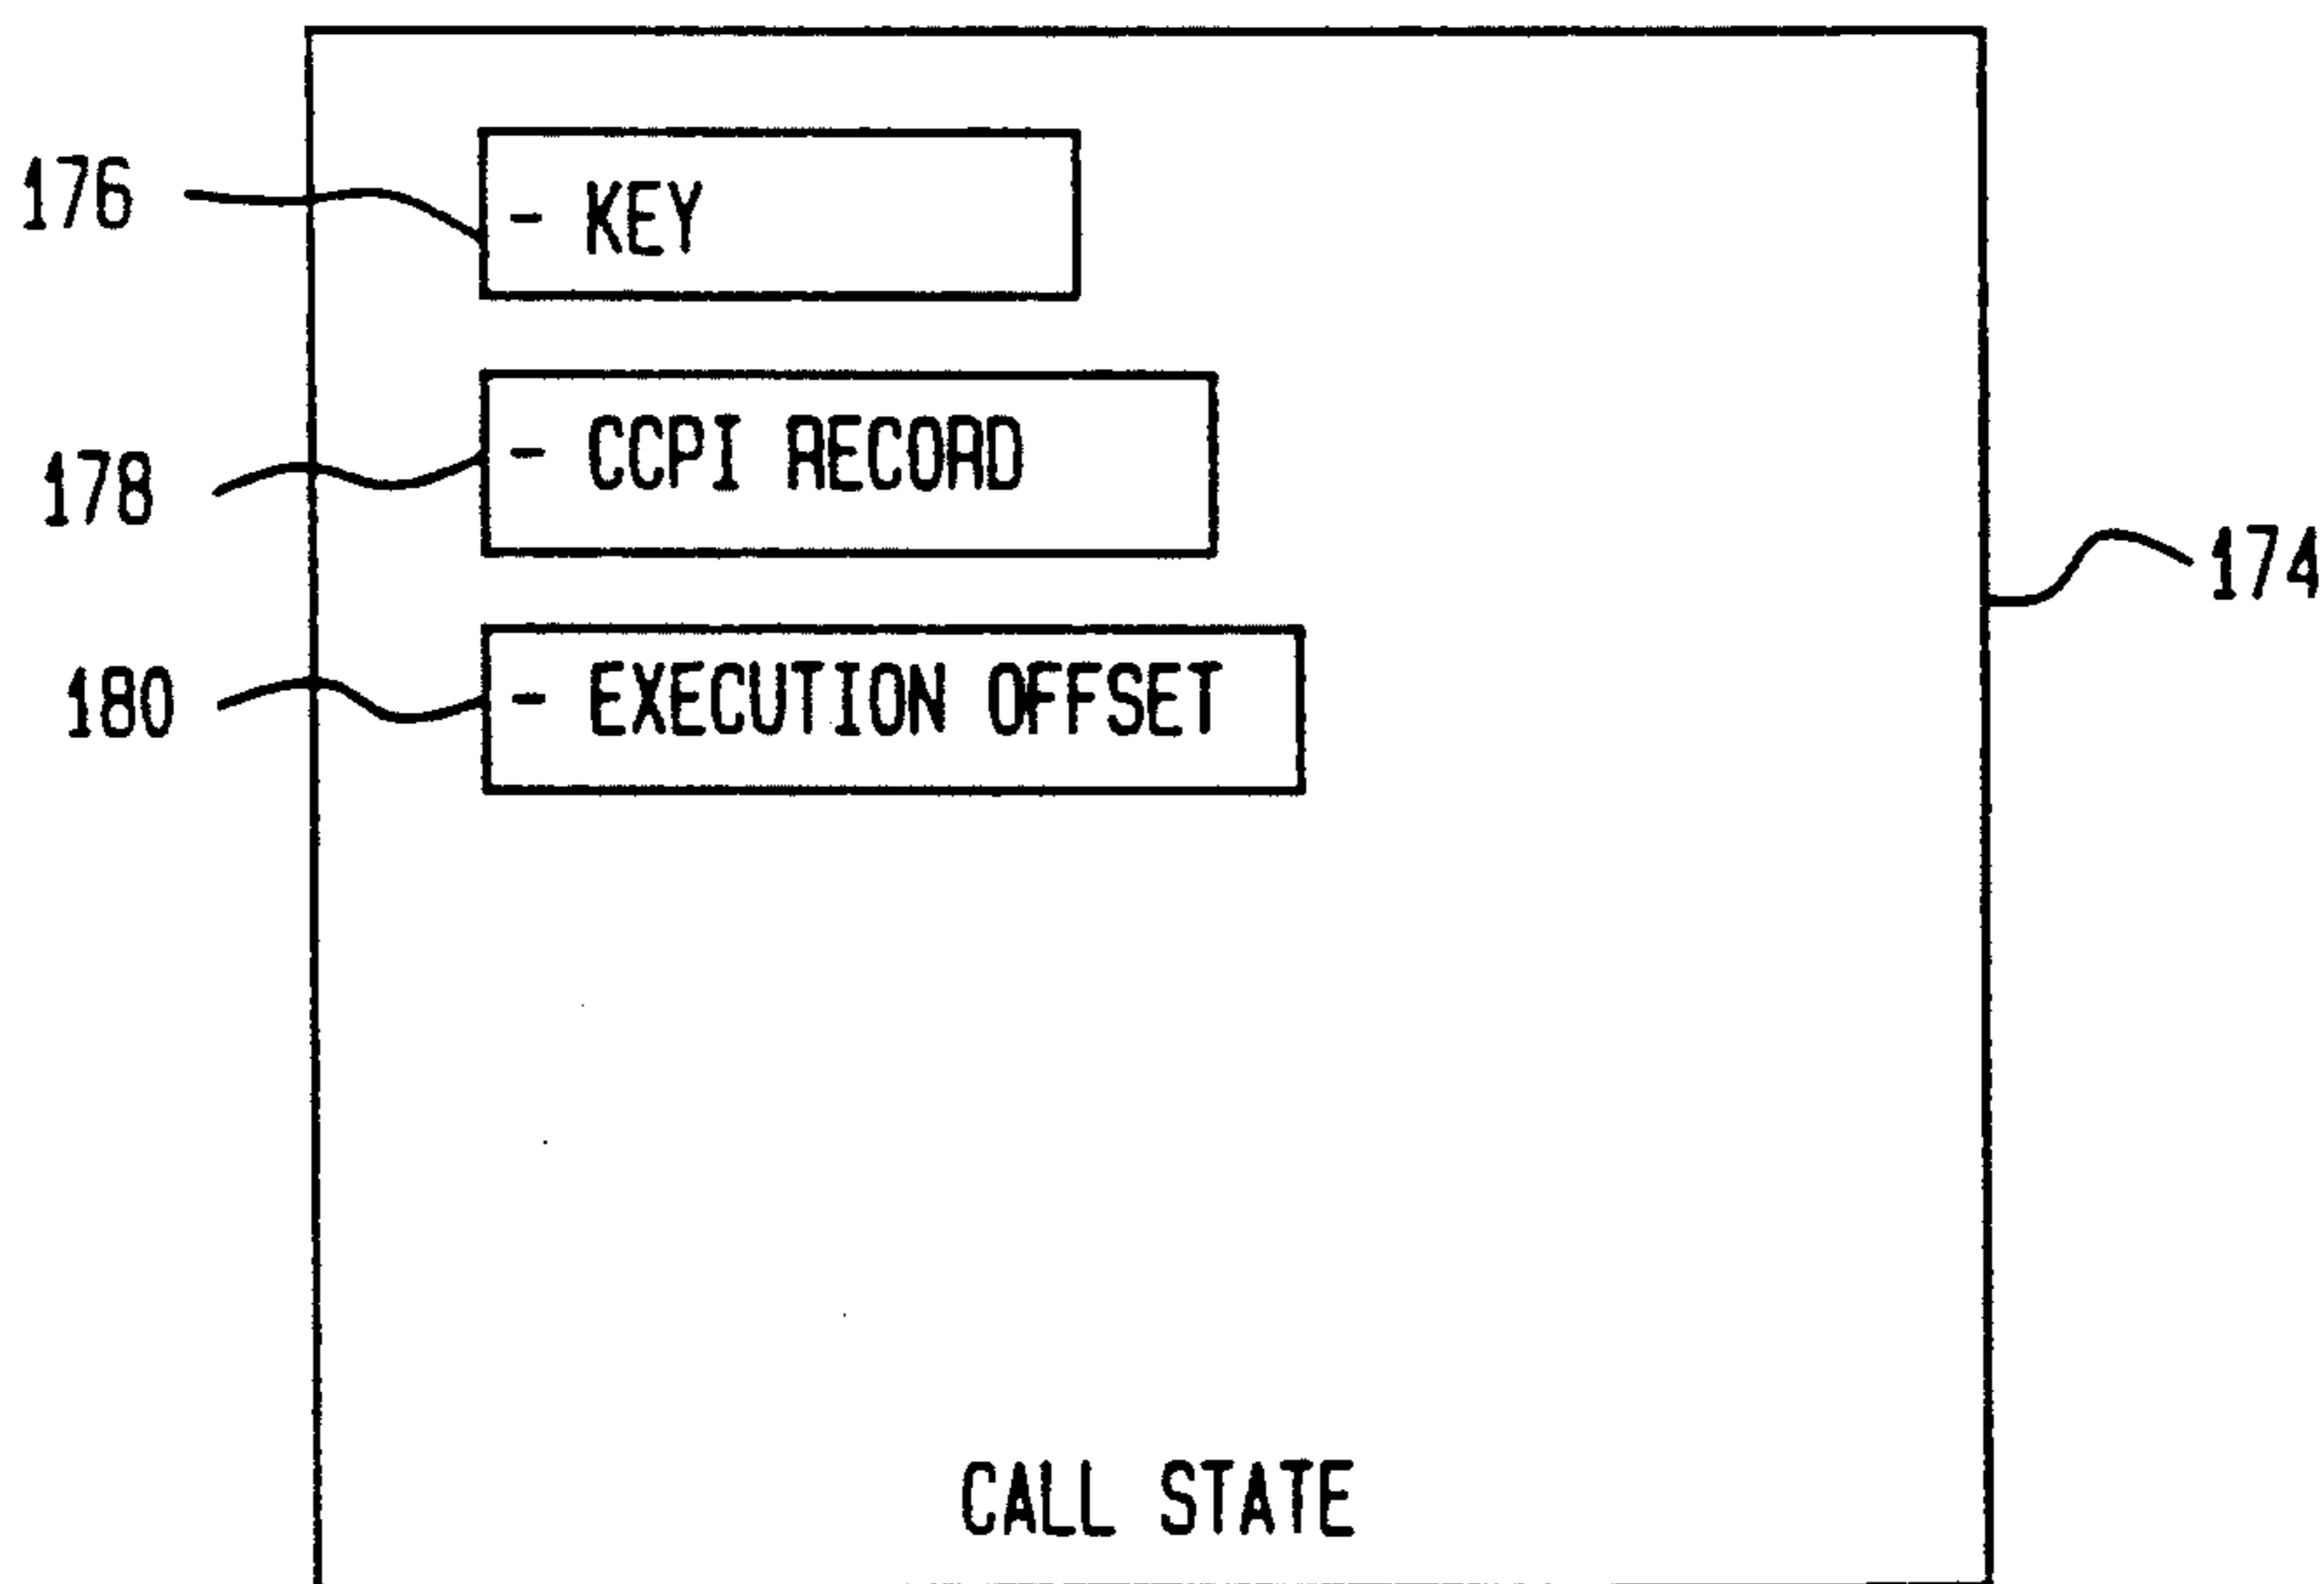 176
- KEY
178
- CCPI RECORD
174
180
- EXECUTION OFFSET
CALL STATE